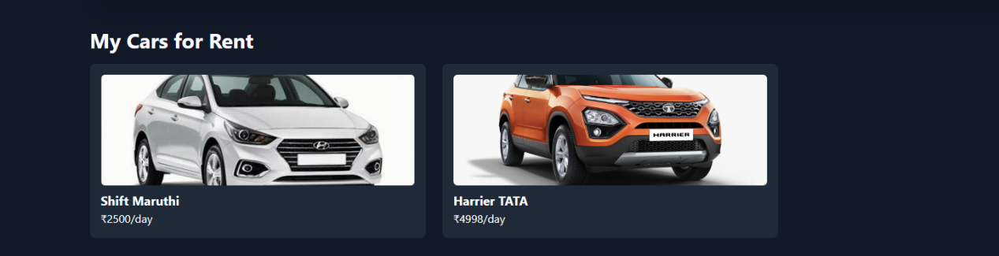 My Cars for Rent
HARRIER
Shift Maruthi
₹2500/day
Harrier TATA
₹4998/day